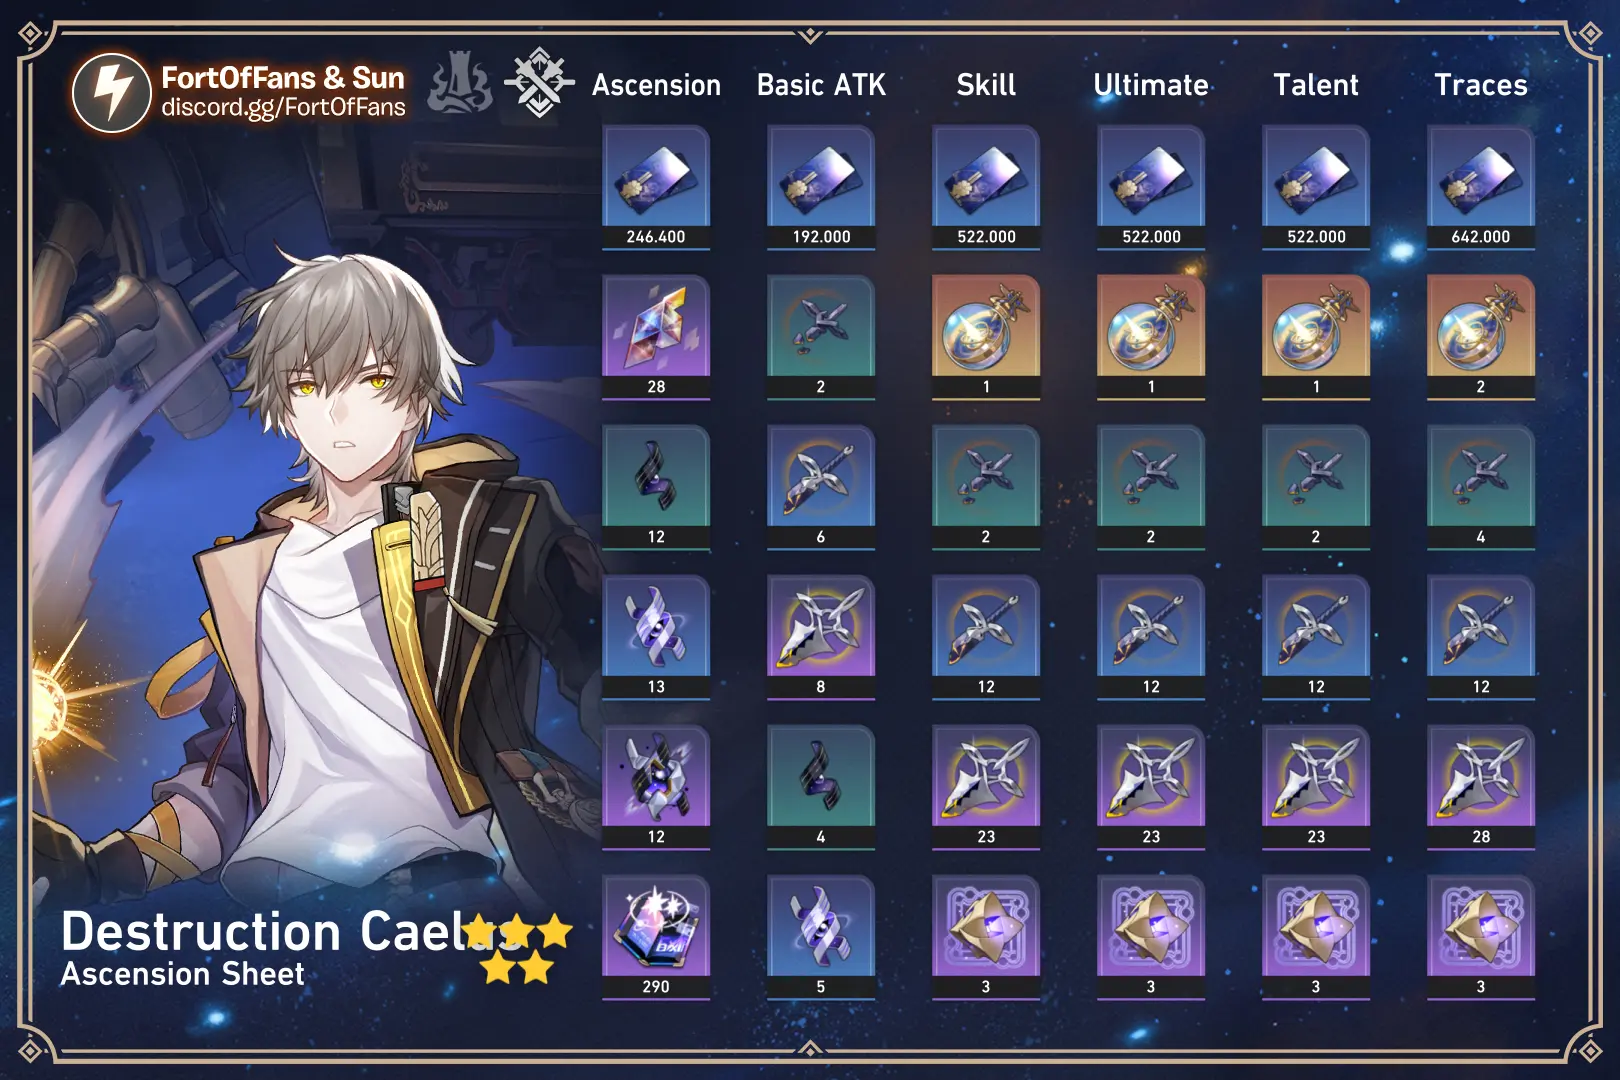 FortOfFans & Sun
discord.gg/FortOfFans
Ascension Basic ATK Skill Ultimate Talent Traces
246.400 192.000 522.000 522.000 522.000 642.000
28 2 1 1 1 2
12 6 2 2 2 4
13 8 12 12 12 12
12 4 23 23 23 28
290 5 3 3 3 3
Destruction Caelus
Ascension Sheet